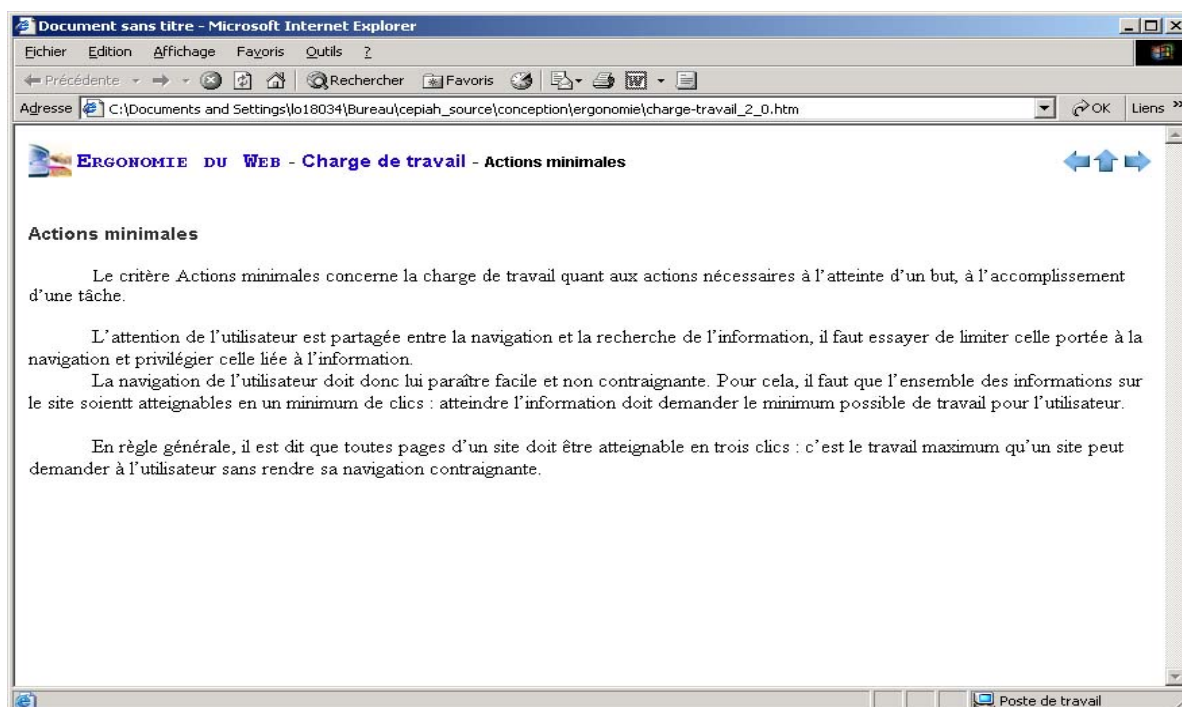 Document sans titre - Microsoft Internet Explorer
Fichier Edition Affichage Favoris Outils ?
Précédente Rechercher Favoris
Adresse C:\Documents and Settings\lo18034\Bureau\cepiah_source\conception\ergonomie\charge-travail_2_0.htm OK Liens »
ERGONOMIE DU WEB - Charge de travail - Actions minimales
Actions minimales
Le critère Actions minimales concerne la charge de travail quant aux actions nécessaires à l'atteinte d'un but, à l'accomplissement
d'une tâche.
L'attention de l'utilisateur est partagée entre la navigation et la recherche de l'information, il faut essayer de limiter celle portée à la
navigation et privilégier celle liée à l'information.
La navigation de l'utilisateur doit donc lui paraître facile et non contraignante. Pour cela, il faut que l'ensemble des informations sur
le site soientt atteignables en un minimum de clics : atteindre l'information doit demander le minimum possible de travail pour l'utilisateur.
En règle générale, il est dit que toutes pages d'un site doit être atteignable en trois clics : c'est le travail maximum qu'un site peut
demander à l'utilisateur sans rendre sa navigation contraignante.
Poste de travail